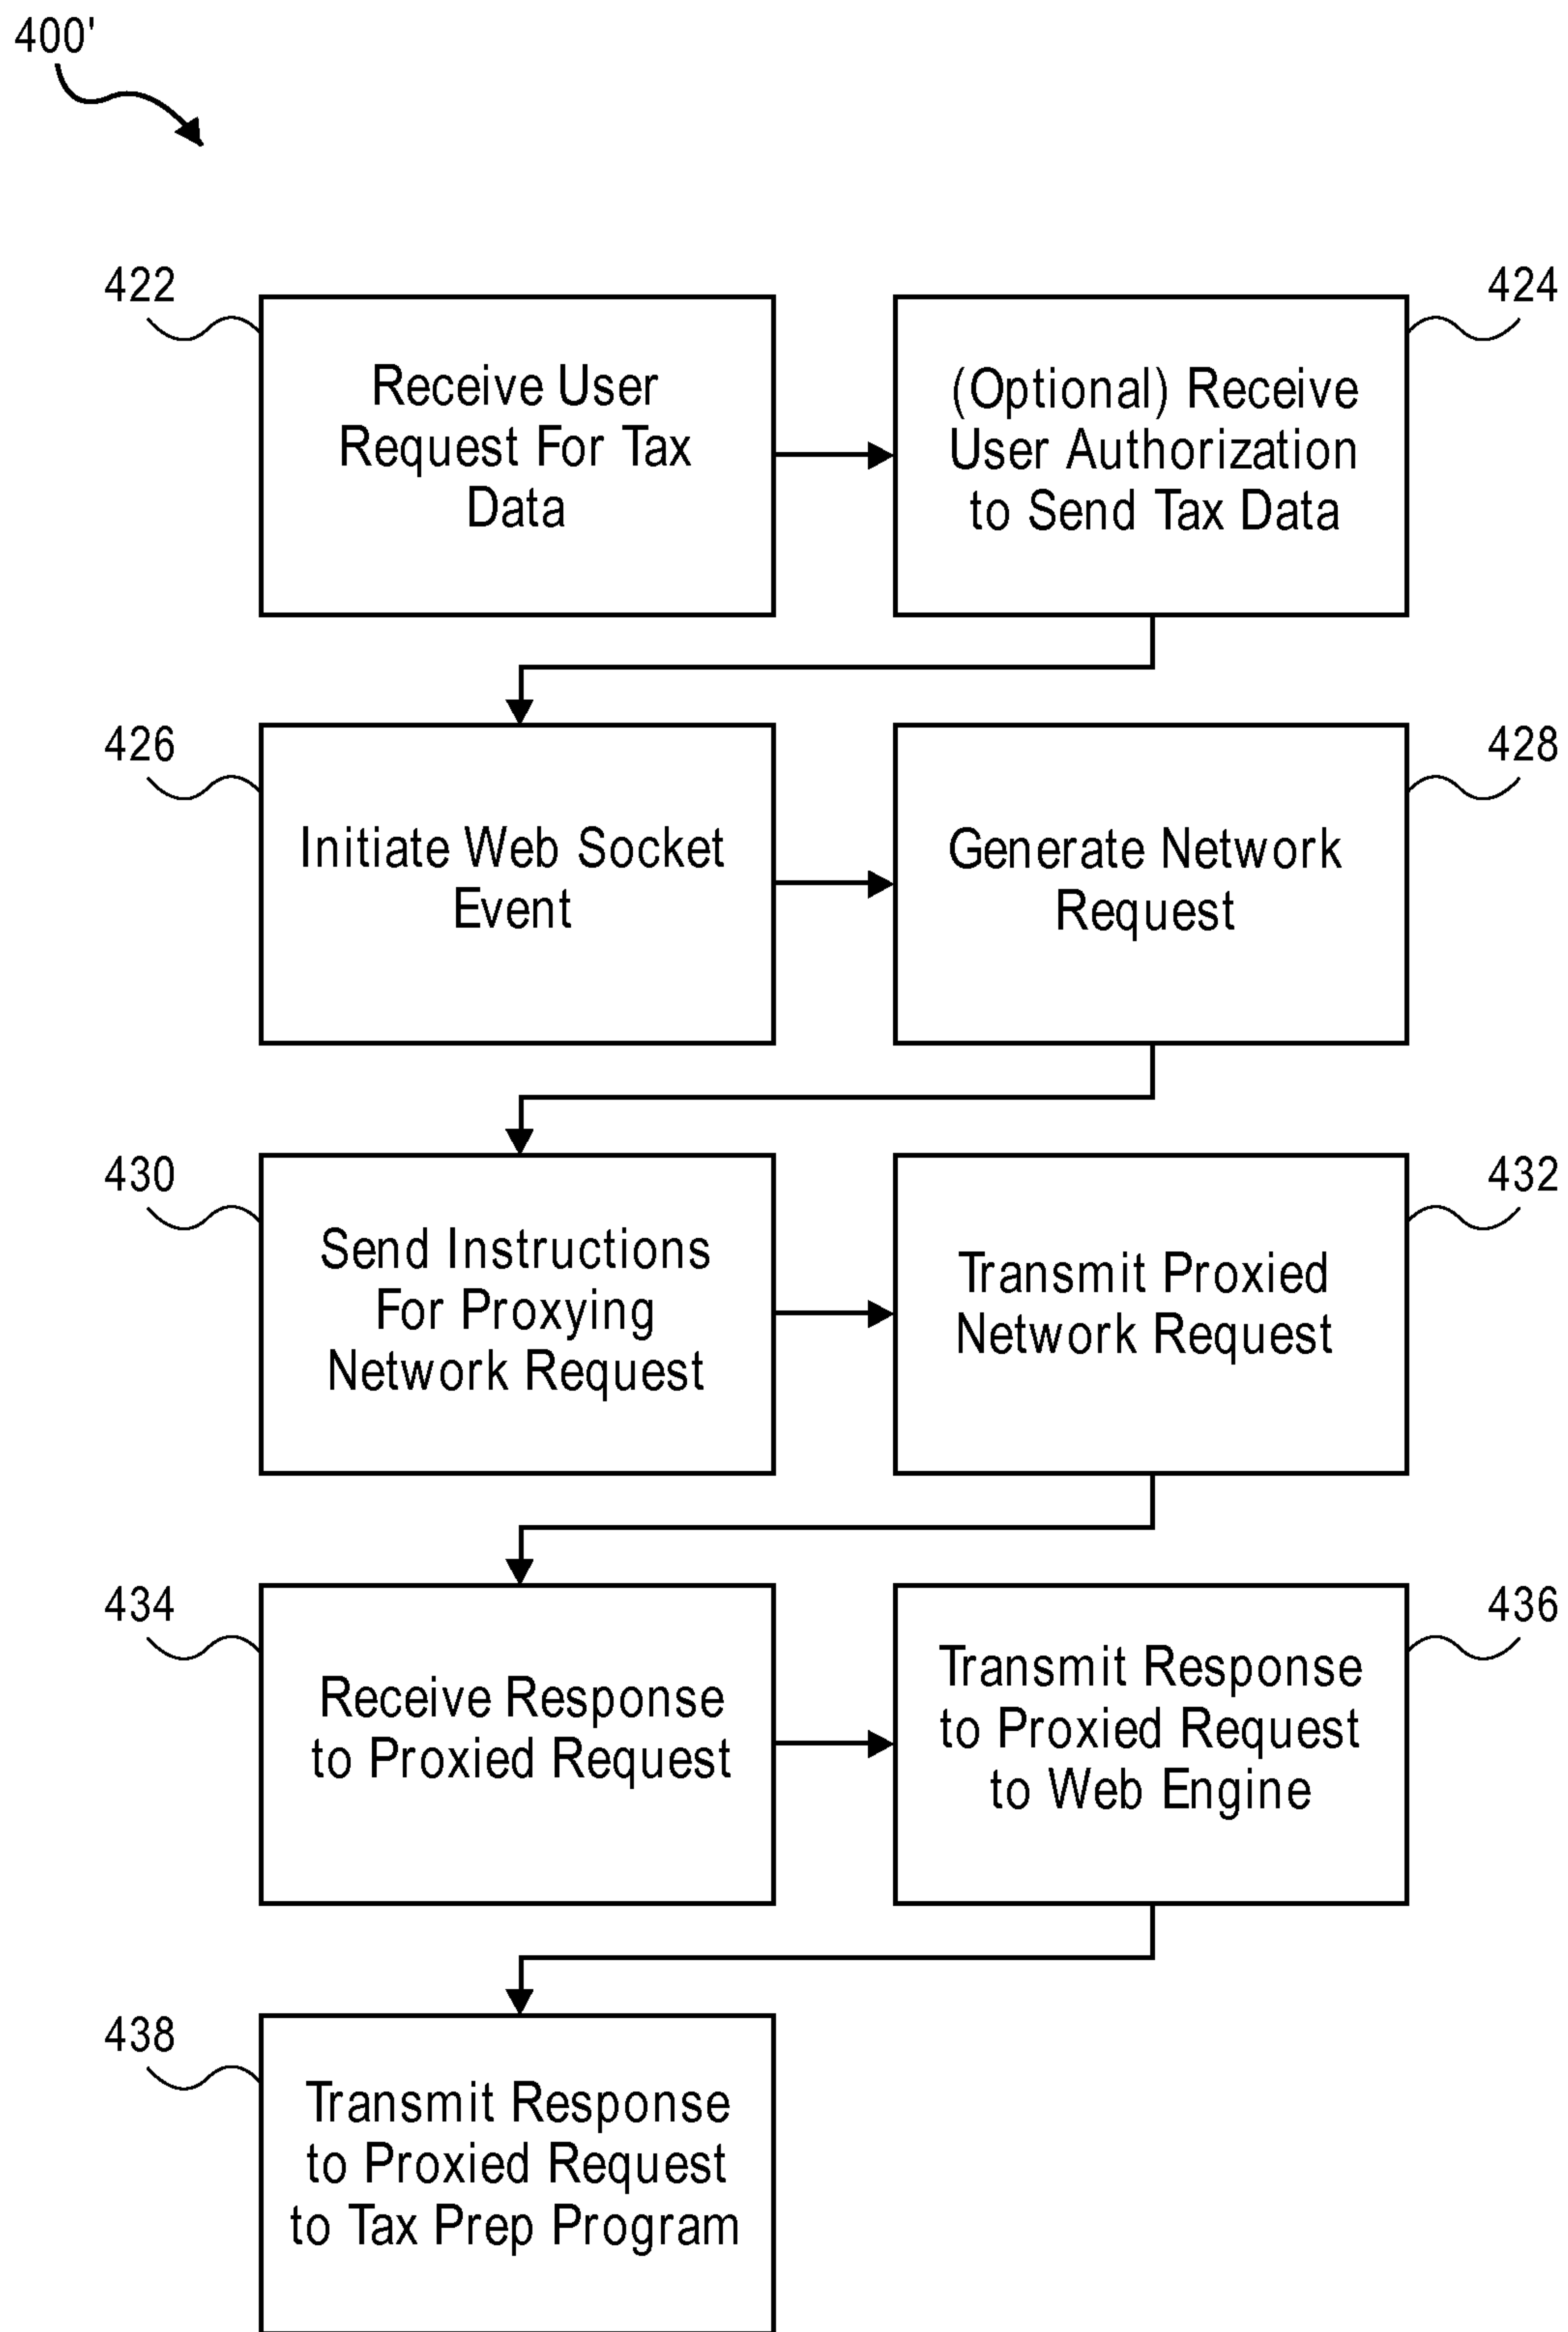 400'
422
Receive User
Request For Tax
Data
424
(Optional) Receive
User Authorization
to Send Tax Data
426
Initiate Web Socket
Event
428
Generate Network
Request
430
Send Instructions
For Proxying
Network Request
432
Transmit Proxied
Network Request
434
Receive Response
to Proxied Request
436
Transmit Response
to Proxied Request
to Web Engine
438
Transmit Response
to Proxied Request
to Tax Prep Program